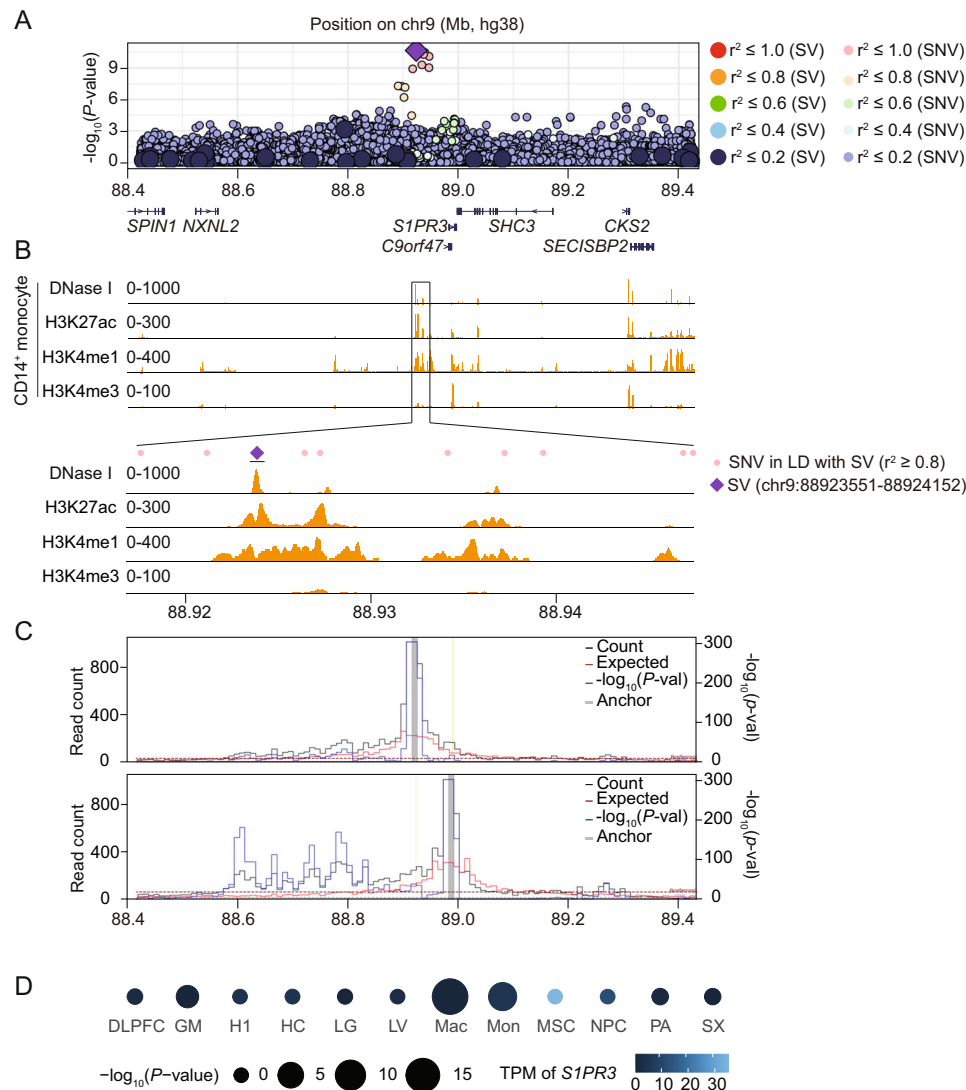 A
Position on chr9 (Mb, hg38)
-log10(P-value)
9
6
3
0
88.4 88.6 88.8 89.0 89.2 89.4
r² ≤ 1.0 (SV) r² ≤ 1.0 (SNV)
r² ≤ 0.8 (SV) r² ≤ 0.8 (SNV)
r² ≤ 0.6 (SV) r² ≤ 0.6 (SNV)
r² ≤ 0.4 (SV) r² ≤ 0.4 (SNV)
r² ≤ 0.2 (SV) r² ≤ 0.2 (SNV)
SPIN1 NXNL2 S1PR3 SHC3 CKS2
C9orf47 SECISBP2
B
CD14⁺ monocyte
DNase I 0-1000
H3K27ac 0-300
H3K4me1 0-400
H3K4me3 0-100
SNV in LD with SV (r² ≥ 0.8)
SV (chr9:88923551-88924152)
DNase I 0-1000
H3K27ac 0-300
H3K4me1 0-400
H3K4me3 0-100
88.92 88.93 88.94
C
Read count
800
400
0
Count
Expected
-log10(P-val)
Anchor
300
200
100
0
-log10(p-val)
Read count
800
400
0
Count
Expected
-log10(P-val)
Anchor
300
200
100
0
-log10(p-val)
88.4 88.6 88.8 89.0 89.2 89.4
D
DLPFC GM H1 HC LG LV Mac Mon MSC NPC PA SX
−log10(P−value) 0 5 10 15 TPM of S1PR3 0 10 20 30